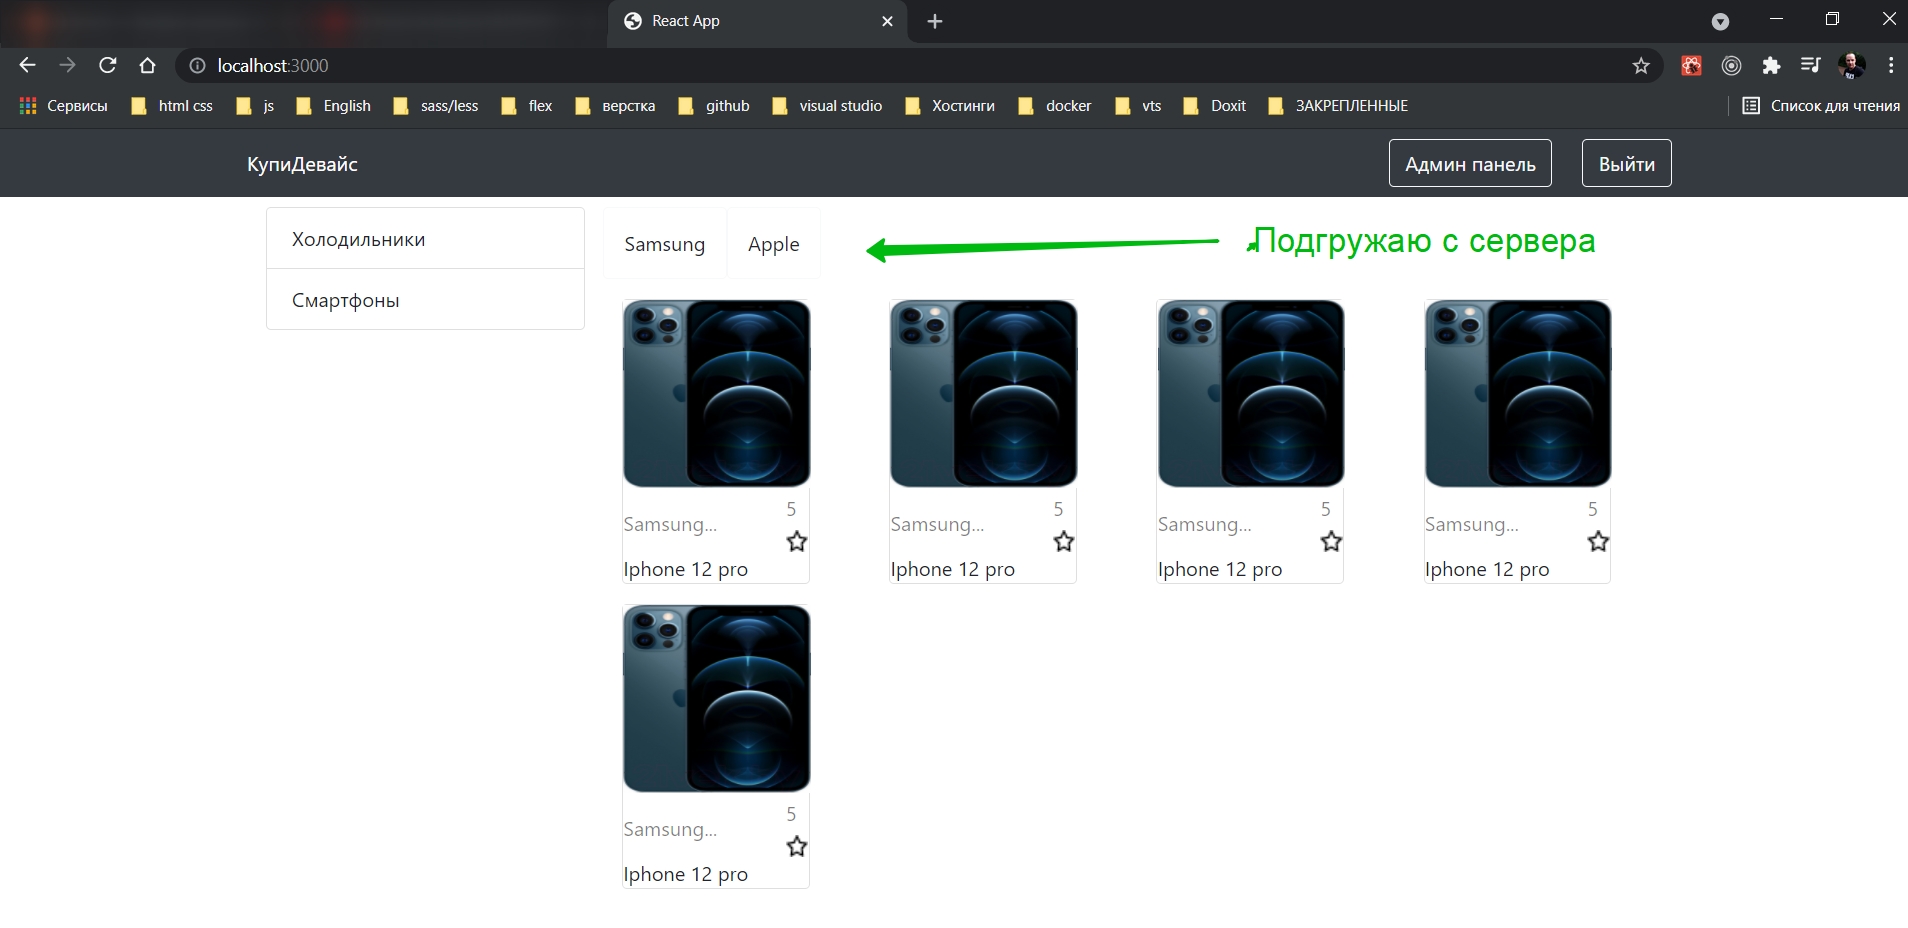 React App
localhost:3000
Сервисы html css js English sass/less flex верстка github visual studio Хостинги docker vts Doxit ЗАКРЕПЛЕННЫЕ Список для чтения
КупиДевайс Админ панель Выйти
Холодильники
Смартфоны
Samsung Apple
Подгружаю с сервера
5 5 5 5
Samsung... Samsung... Samsung... Samsung...
Iphone 12 pro Iphone 12 pro Iphone 12 pro Iphone 12 pro
5
Samsung...
Iphone 12 pro